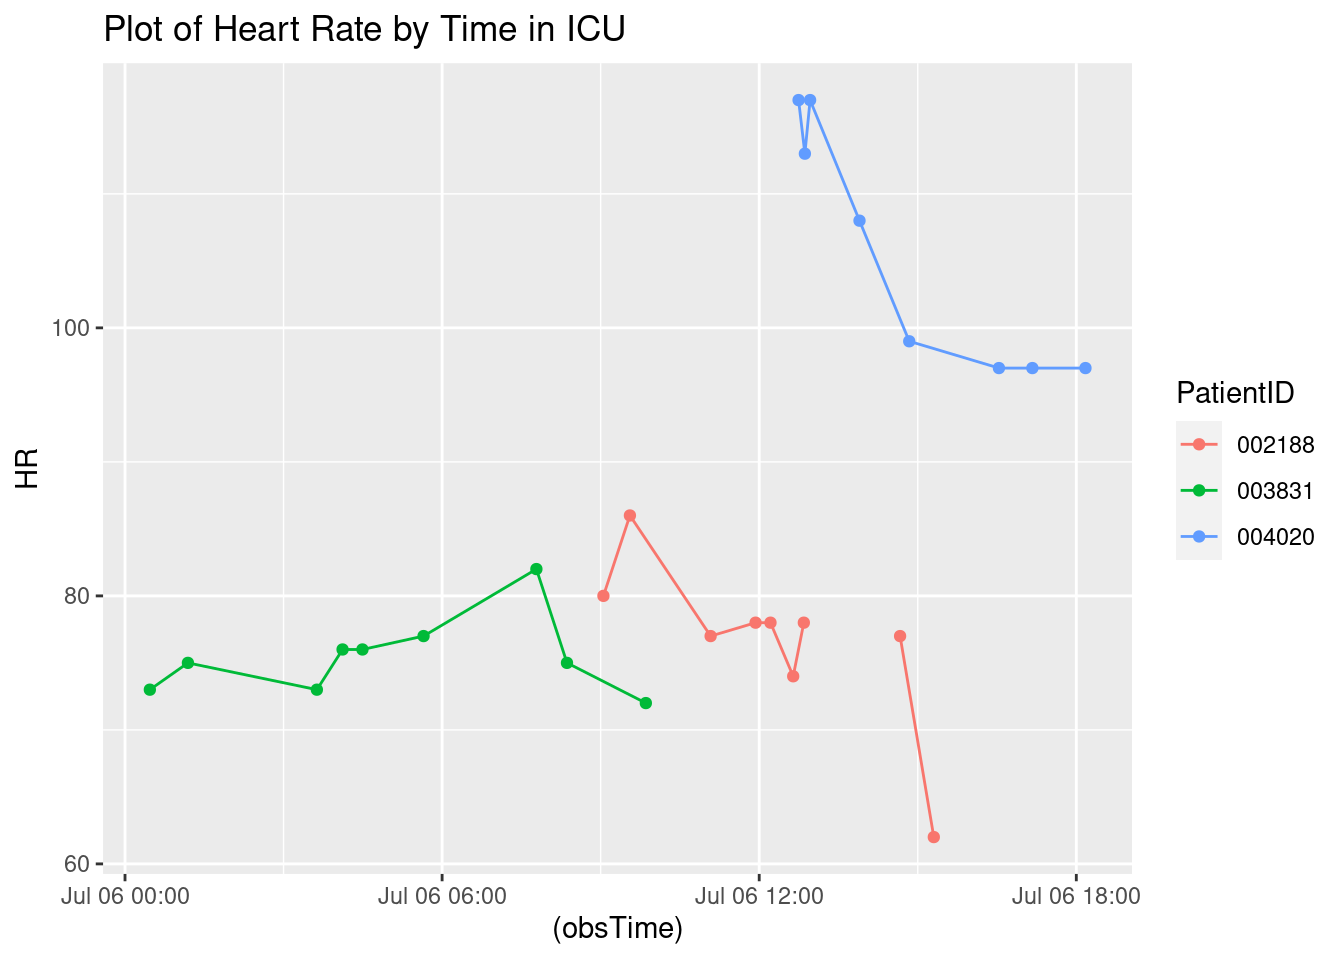 Plot of Heart Rate by Time in ICU
HR
100
80
60
Jul 06 00:00
Jul 06 06:00
Jul 06 12:00
Jul 06 18:00
(obsTime)
PatientID
002188
003831
004020